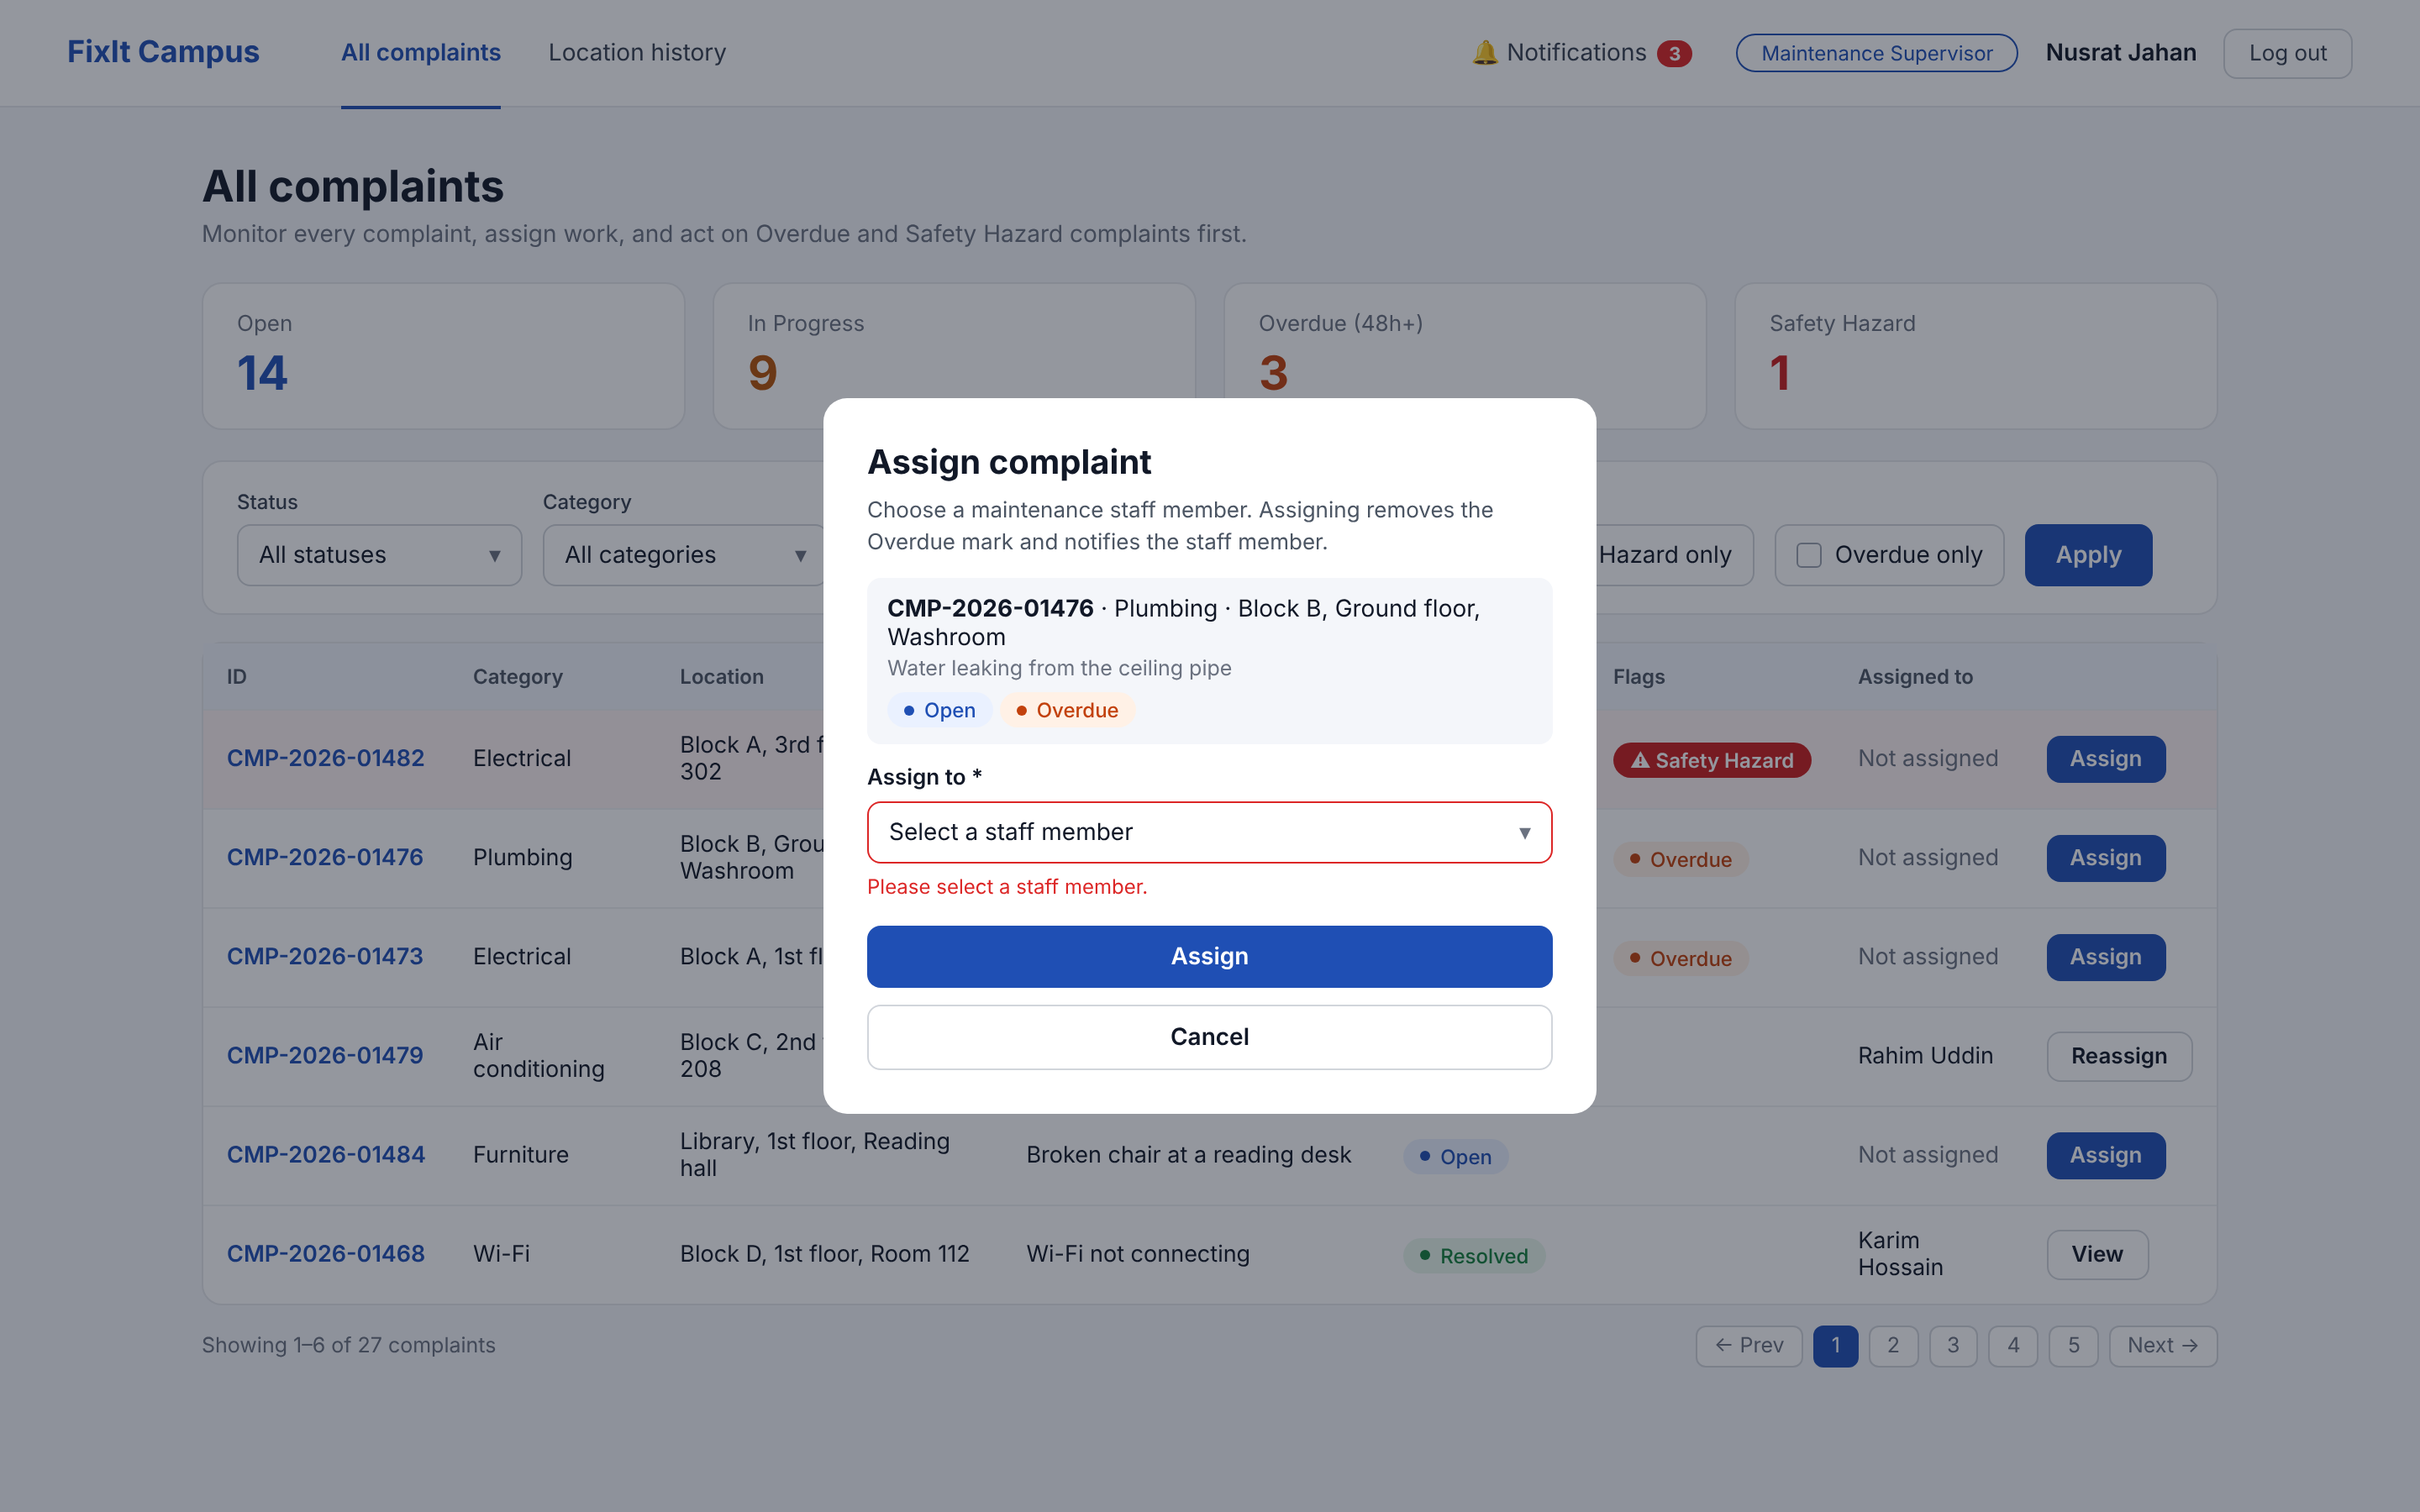 FixIt Campus
All complaints
Location history
🔔 Notifications 3
Maintenance Supervisor
Nusrat Jahan
Log out
All complaints
Monitor every complaint, assign work, and act on Overdue and Safety Hazard complaints first.
Open
14
In Progress
9
Overdue (48h+)
3
Safety Hazard
1
Status
All statuses
Category
All categories
Hazard only
Overdue only
Apply
Assign complaint
Choose a maintenance staff member. Assigning removes the
Overdue mark and notifies the staff member.
CMP-2026-01476 · Plumbing · Block B, Ground floor,
Washroom
Water leaking from the ceiling pipe
Open
Overdue
Assign to *
Select a staff member
Please select a staff member.
Assign
Cancel
ID
Category
Location
Flags
Assigned to
CMP-2026-01482
Electrical
Block A, 3rd
302
Safety Hazard
Not assigned
Assign
CMP-2026-01476
Plumbing
Block B,
Washroom
Overdue
Not assigned
Assign
CMP-2026-01473
Electrical
Block A, 1st
Overdue
Not assigned
Assign
CMP-2026-01479
Air
conditioning
Block C, 2nd
208
Rahim Uddin
Reassign
CMP-2026-01484
Furniture
Library, 1st floor, Reading
hall
Broken chair at a reading desk
Open
Not assigned
Assign
CMP-2026-01468
Wi-Fi
Block D, 1st floor, Room 112
Wi-Fi not connecting
Resolved
Karim
Hossain
View
Showing 1–6 of 27 complaints
← Prev
1
2
3
4
5
Next →